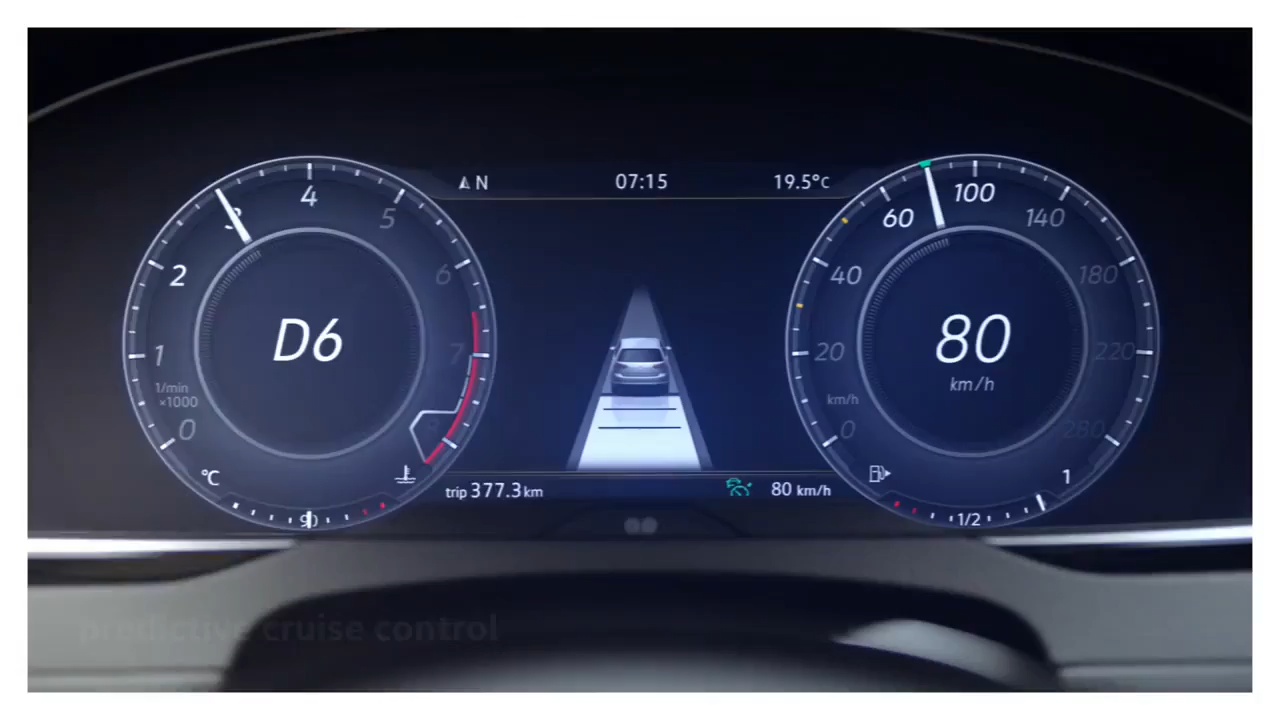 N 07:15 19.5°C
4
3 5
2 6
1 7
1/min
×1000
0
D6
°C
90
100
60 140
40 180
20 220
km/h
0 280
80
km/h
1
1/2
trip 377.3 km 80 km/h
predictive cruise control